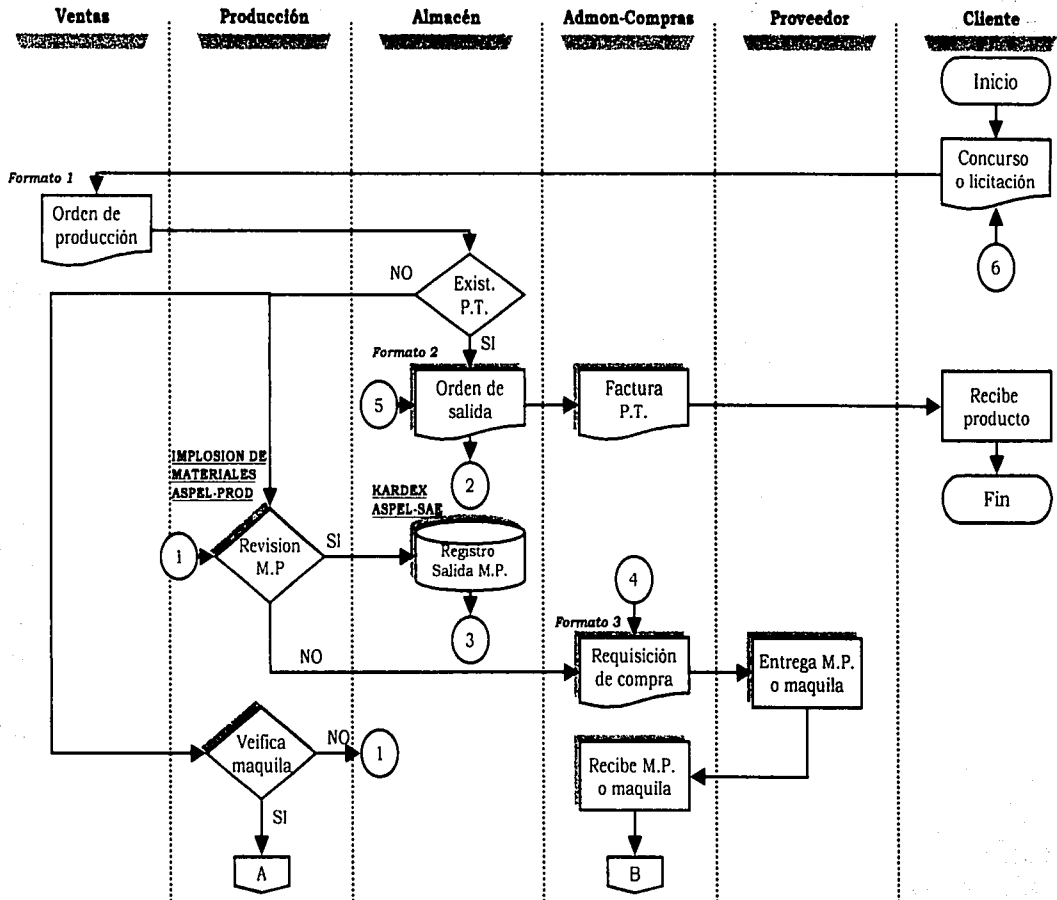 Ventas
Producción
Almacén
Admon-Compras
Proveedor
Cliente
Inicio
Concurso
o licitación
6
Formato 1
Orden de
producción
NO
Exist.
P.T.
SI
Formato 2
5
Orden de
salida
2
Factura
P.T.
Recibe
producto
Fin
IMPLOSION DE
MATERIALES
ASPEL-PROD
1
Revision
M.P
SI
KARDEX
ASPEL-SAE
Registro
Salida M.P.
3
4
NO
Formato 3
Requisición
de compra
Entrega M.P.
o maquila
Veifica
maquila
NO
1
SI
A
Recibe M.P.
o maquila
B